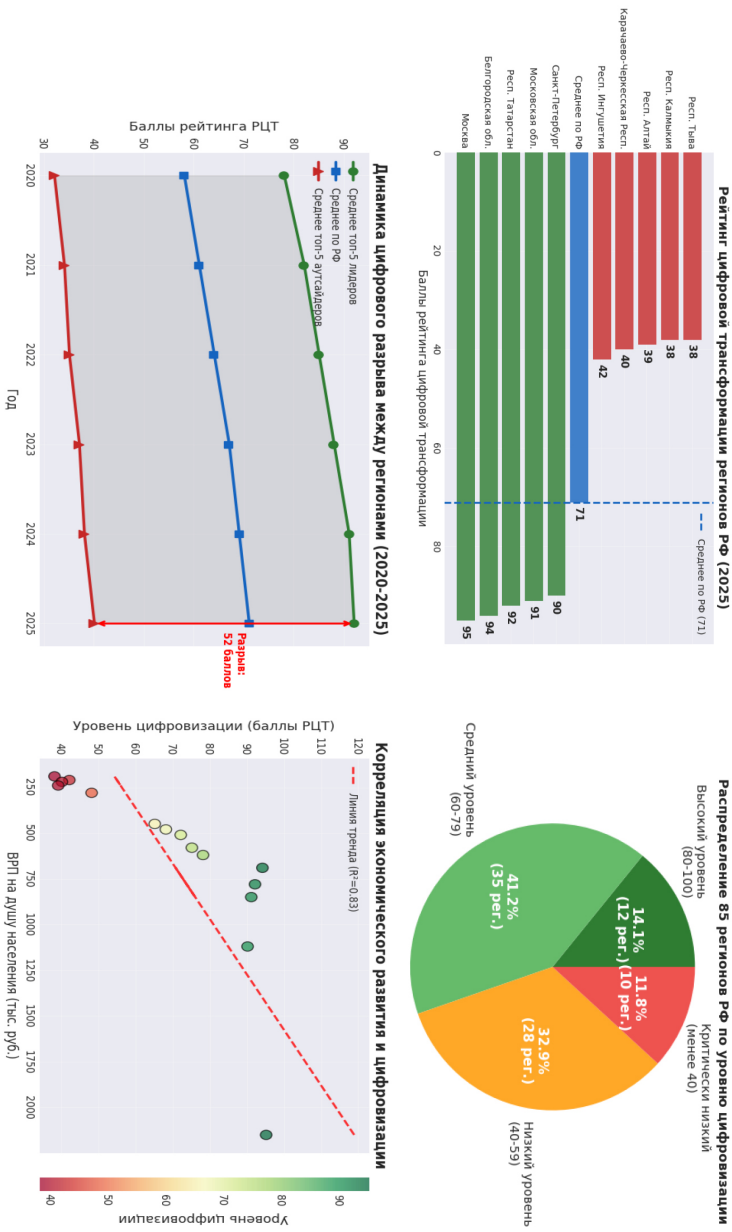 Рейтинг цифровой трансформации регионов РФ (2025)
Респ. Тыва
Респ. Калмыкия
Респ. Алтай
Карачаево-Черкесская Респ.
Респ. Ингушетия
Среднее по РФ
Санкт-Петербург
Московская обл.
Респ. Татарстан
Белгородская обл.
Москва
38
38
39
40
42
71
90
91
92
94
95
Среднее по РФ (71)
0 20 40 60 80
Баллы рейтинга цифровой трансформации
Распределение 85 регионов РФ по уровню цифровизации
Высокий уровень
(80-100)
14.1%
(12 рег.)
Критически низкий
(менее 40)
11.8%
(10 рег.)
Средний уровень
(60-79)
41.2%
(35 рег.)
Низкий уровень
(40-59)
32.9%
(28 рег.)
Динамика цифрового разрыва между регионами (2020-2025)
Среднее топ-5 лидеров
Среднее по РФ
Среднее топ-5 аутсайдеров
Баллы рейтинга РЦТ
90
80
70
60
50
40
30
2020 2021 2022 2023 2024 2025
Год
Разрыв:
52 баллов
Корреляция экономического развития и цифровизации
Линия тренда (R²=0.83)
Уровень цифровизации (баллы РЦТ)
120
110
100
90
80
70
60
50
40
250 500 750 1000 1250 1500 1750 2000
ВРП на душу населения (тыс. руб.)
90
80
70
60
50
40
Уровень цифровизации